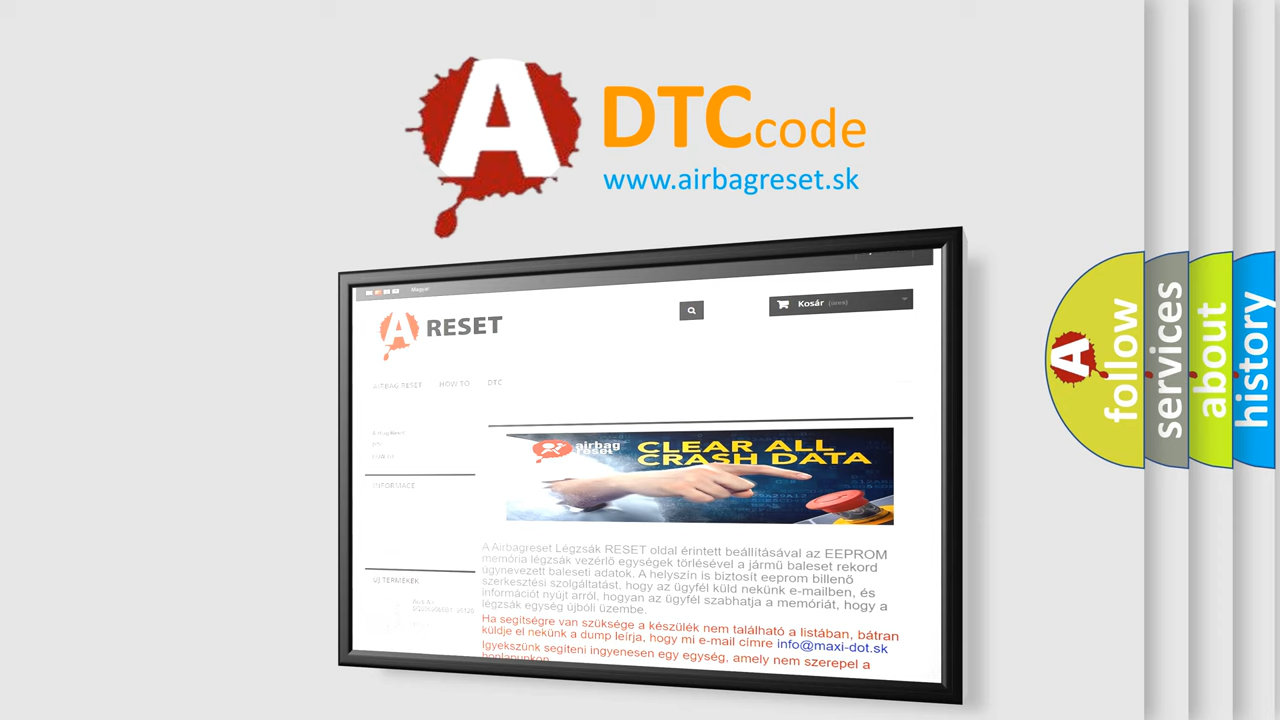 A DTC code
www.airbagreset.sk
Magyar
A RESET
Kosár (üres)
AIRBAG RESET HOW TO DTC
INFORMACE
airbag
reset
CLEAR ALL
CRASH DATA
A Airbagreset Légzsák RESET oldal érintett beállításával az EEPROM
memória légzsák vezérlő egységek törlésével a jármű baleset rekord
úgynevezett baleseti adatok. A helyszín is biztosít eeprom billenő
szerkesztési szolgáltatást, hogy az ügyfél küld nekünk e-mailben, és
információt nyújt arról, hogyan az ügyfél szabhatja a memóriát, hogy a
légzsák egység újbóli üzembe.
ÚJ TERMÉKEK
Ha segítségre van szüksége a készülék nem található a listában, bátran
küldje el nekünk a dump leírja, hogy mi e-mail címre info@maxi-dot.sk
Igyekszünk segíteni ingyenesen egy egység, amely nem szerepel a
honlapunkon
A follow
services
about
history